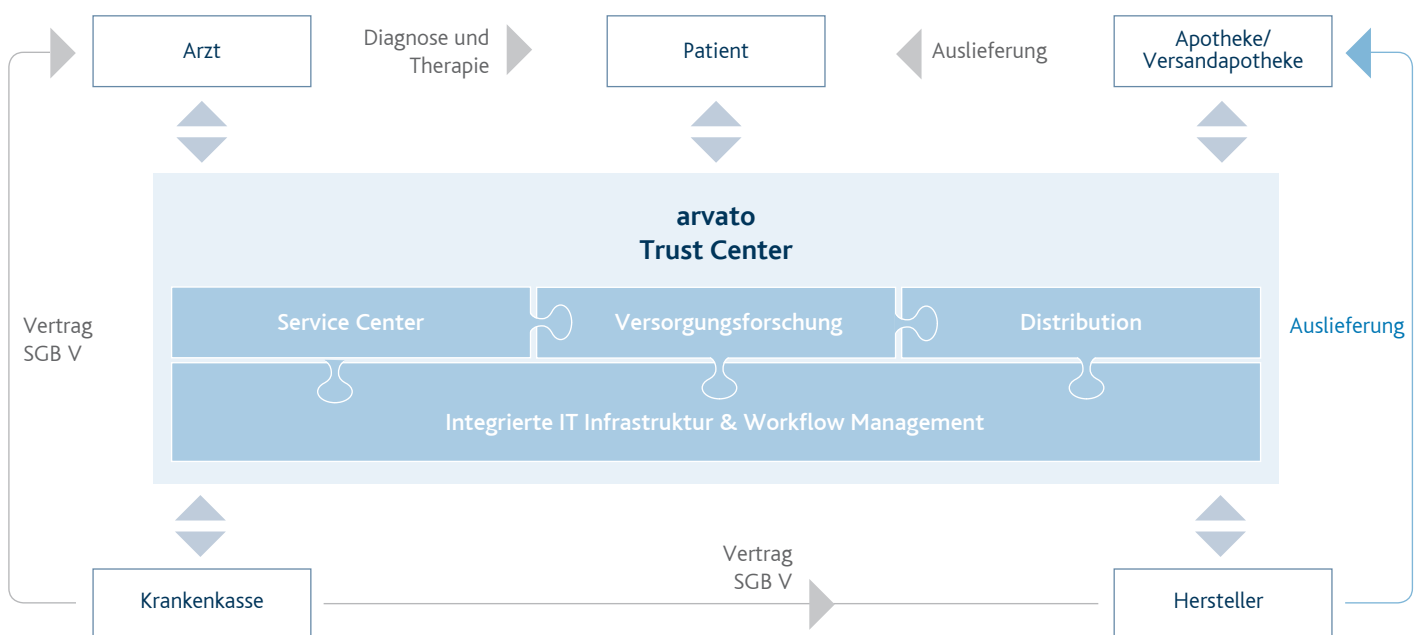 Arzt
Diagnose und
Therapie
Patient
Auslieferung
Apotheke/
Versandapotheke
arvato
Trust Center
Service Center
Versorgungsforschung
Distribution
Vertrag
SGB V
Auslieferung
Integrierte IT Infrastruktur & Workflow Management
Vertrag
SGB V
Krankenkasse
Hersteller